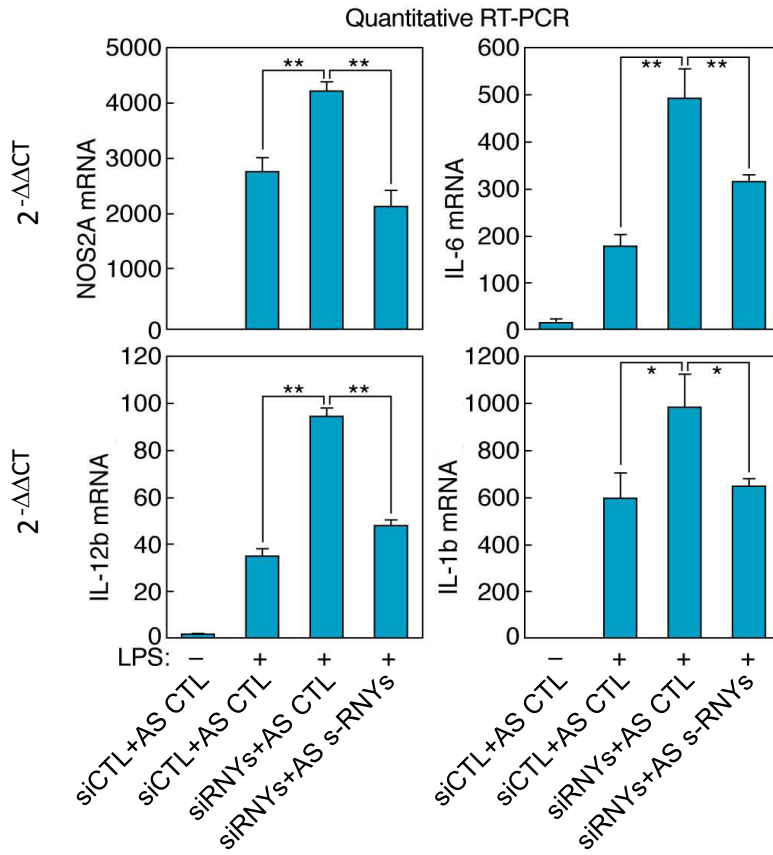 Quantitative RT-PCR
2-ΔΔCT
NOS2A mRNA
5000
4000
3000
2000
1000
0
** **
IL-6 mRNA
600
500
400
300
200
100
0
** **
2-ΔΔCT
IL-12b mRNA
120
100
80
60
40
20
0
** **
IL-1b mRNA
1200
1000
800
600
400
200
0
* *
LPS: – + + +
– + + +
siCTL+AS CTL
siCTL+AS CTL
siRNYs+AS CTL
siRNYs+AS s-RNYs
siCTL+AS CTL
siCTL+AS CTL
siRNYs+AS CTL
siRNYs+AS s-RNYs